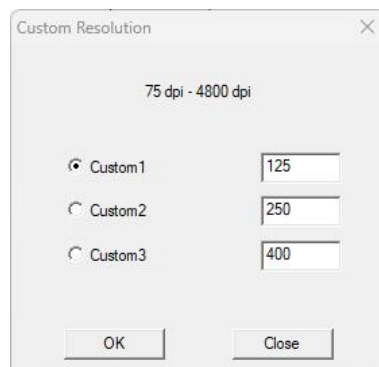 Custom Resolution
75 dpi - 4800 dpi
Custom1 125
Custom2 250
Custom3 400
OK Close